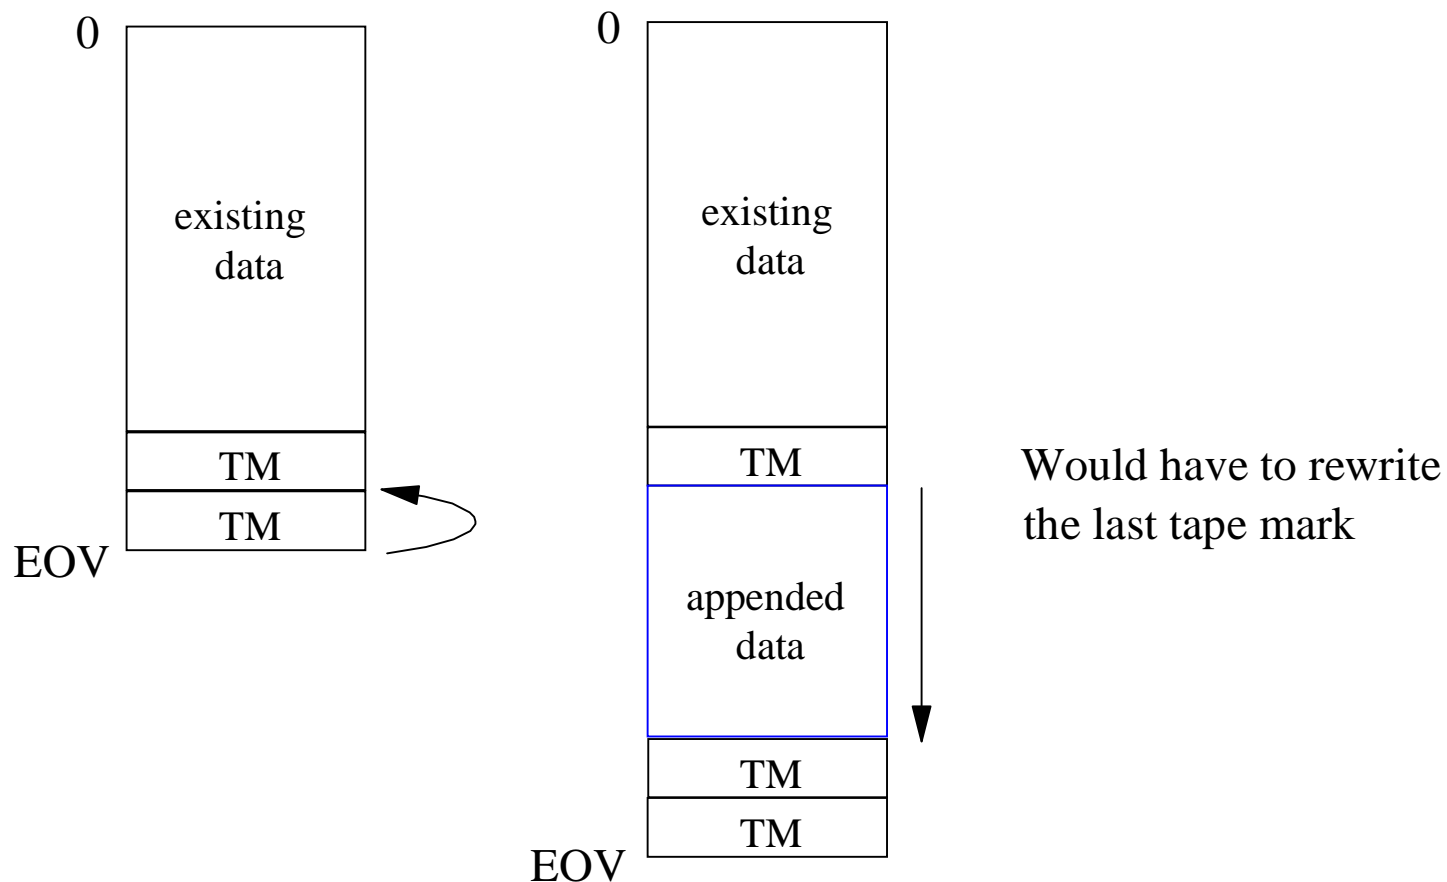 0
existing
data
TM
TM
EOV
0
existing
data
TM
appended
data
TM
TM
EOV
Would have to rewrite
the last tape mark